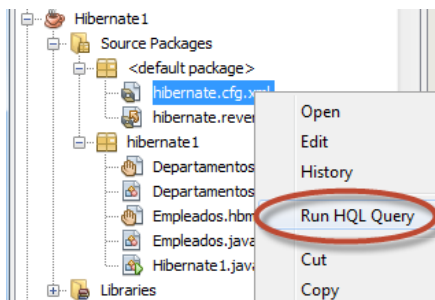 Hibernate1
Source Packages
<default package>
hibernate.cfg.xml
hibernate.reve
Open
Edit
hibernate1
History
Departamentos
Departamentos
Run HQL Query
Empleados.hbm
Empleados.java
Cut
Hibernate1.java
Libraries
Copy